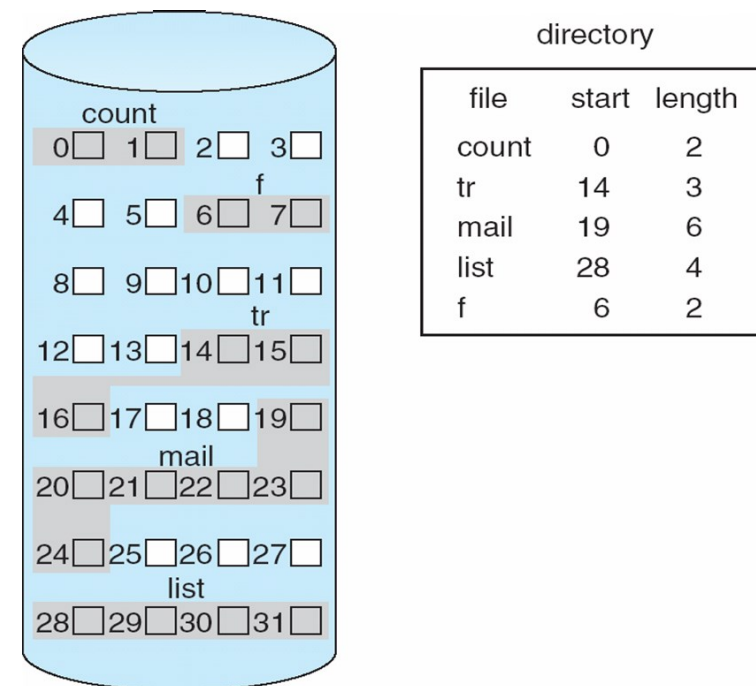 count
0 1 2 3
f
4 5 6 7
8 9 10 11
tr
12 13 14 15
16 17 18 19
mail
20 21 22 23
24 25 26 27
list
28 29 30 31
directory
file start length
count 0 2
tr 14 3
mail 19 6
list 28 4
f 6 2